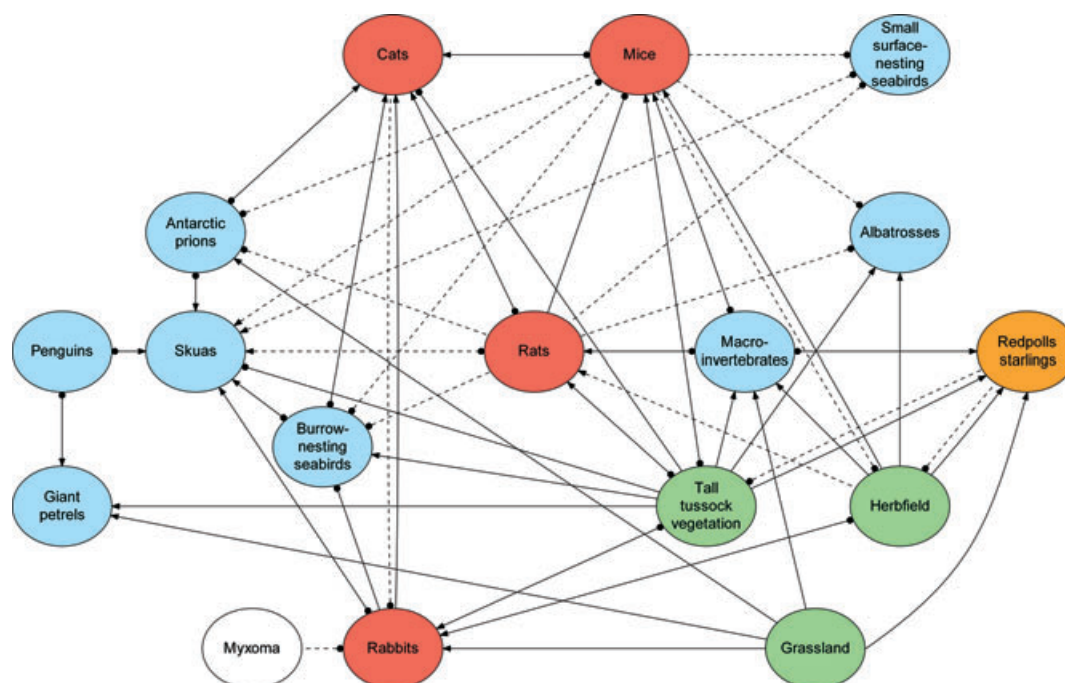 Cats
Mice
Small
surface-
nesting
seabirds
Antarctic
prions
Albatrosses
Penguins
Skuas
Rats
Macro-
invertebrates
Redpolls
starlings
Burrow-
nesting
seabirds
Giant
petrels
Tall
tussock
vegetation
Herbfield
Myxoma
Rabbits
Grassland